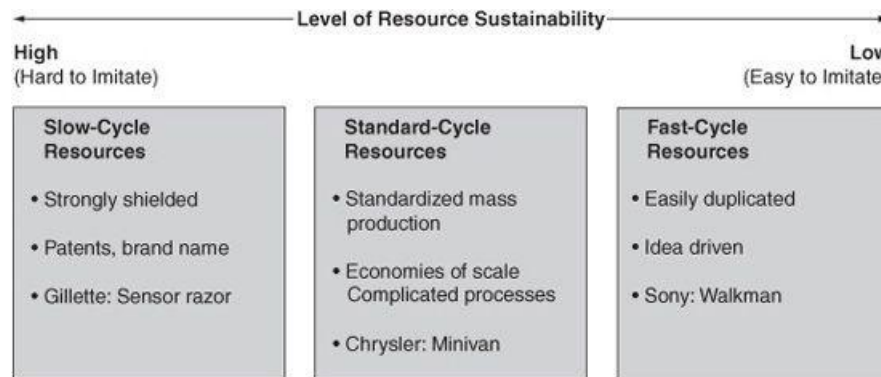 Level of Resource Sustainability
High
(Hard to Imitate)
Low
(Easy to Imitate
Slow-Cycle
Resources
• Strongly shielded
• Patents, brand name
• Gillette: Sensor razor
Standard-Cycle
Resources
• Standardized mass
production
• Economies of scale
Complicated processes
• Chrysler: Minivan
Fast-Cycle
Resources
• Easily duplicated
• Idea driven
• Sony: Walkman